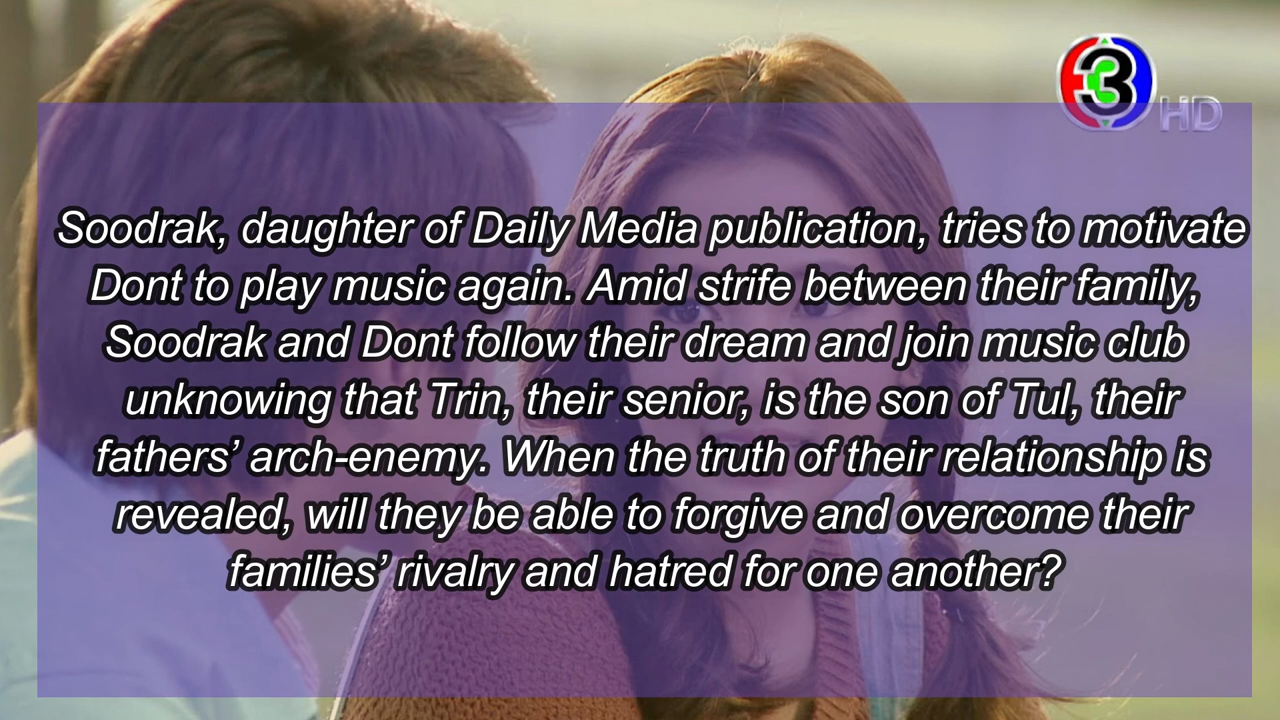 3 HD
Soodrak, daughter of Daily Media publication, tries to motivate
Dont to play music again. Amid strife between their family,
Soodrak and Dont follow their dream and join music club
unknowing that Trin, their senior, is the son of Tul, their
fathers’ arch-enemy. When the truth of their relationship is
revealed, will they be able to forgive and overcome their
families’ rivalry and hatred for one another?